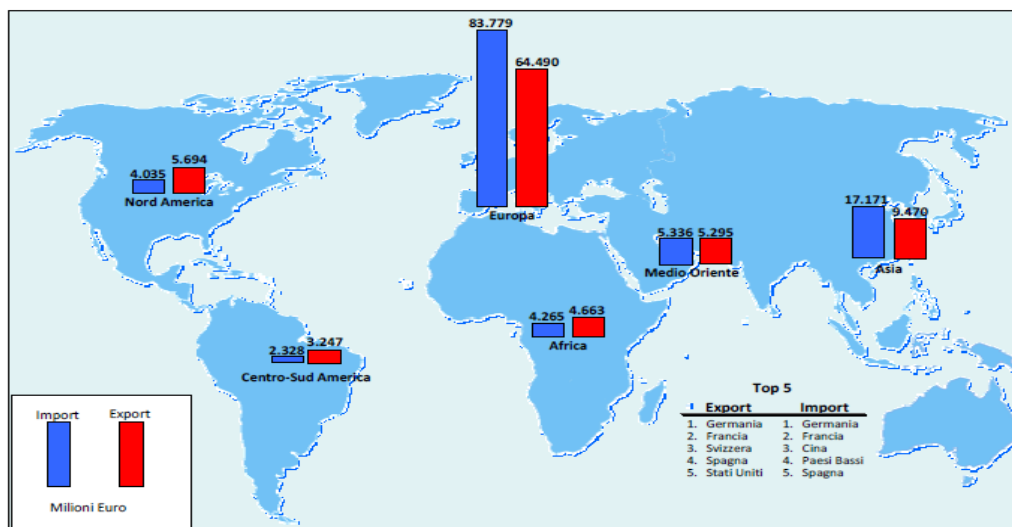 83.779
64.490
Europa
4.035
5.694
Nord America
5.336
5.295
Medio Oriente
17.171
9.470
Asia
4.265
4.663
Africa
2.328
3.247
Centro-Sud America
Top 5
Export Import
1. Germania 1. Germania
2. Francia 2. Francia
3. Svizzera 3. Cina
4. Spagna 4. Paesi Bassi
5. Stati Uniti 5. Spagna
Import Export
Milioni Euro